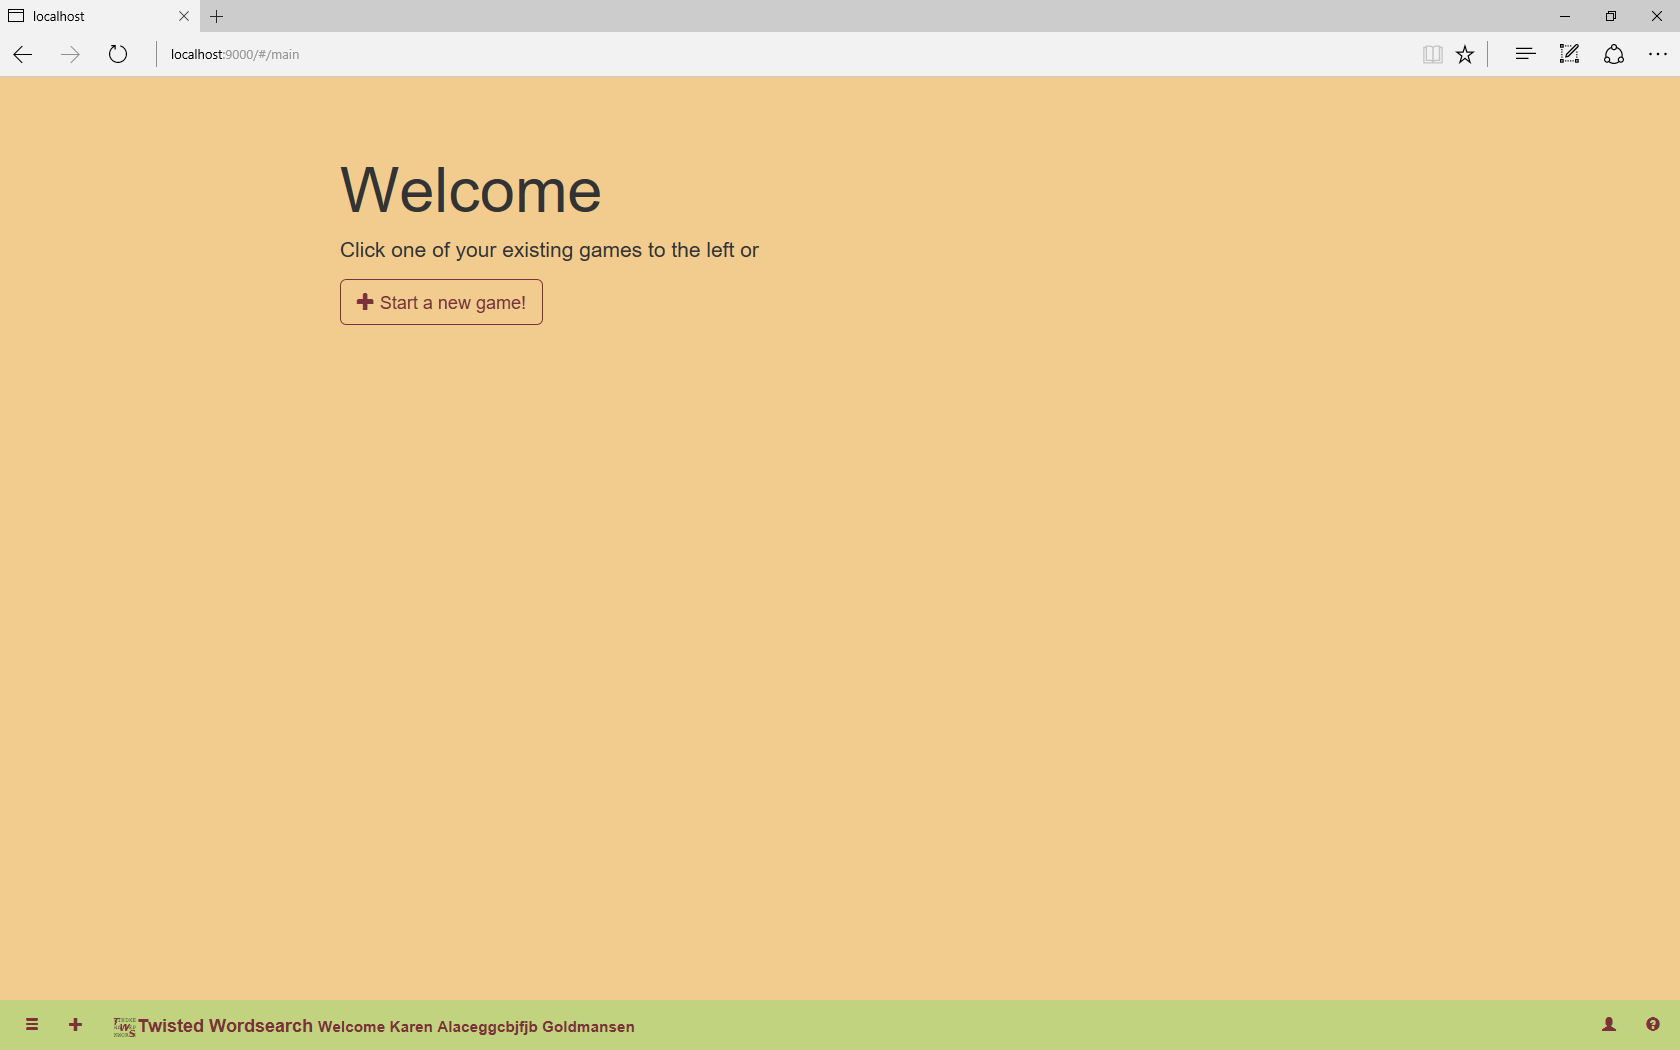 localhost
localhost:9000/#/main
Welcome
Click one of your existing games to the left or
Start a new game!
Twisted Wordsearch Welcome Karen Alaceggcbjfjb Goldmansen